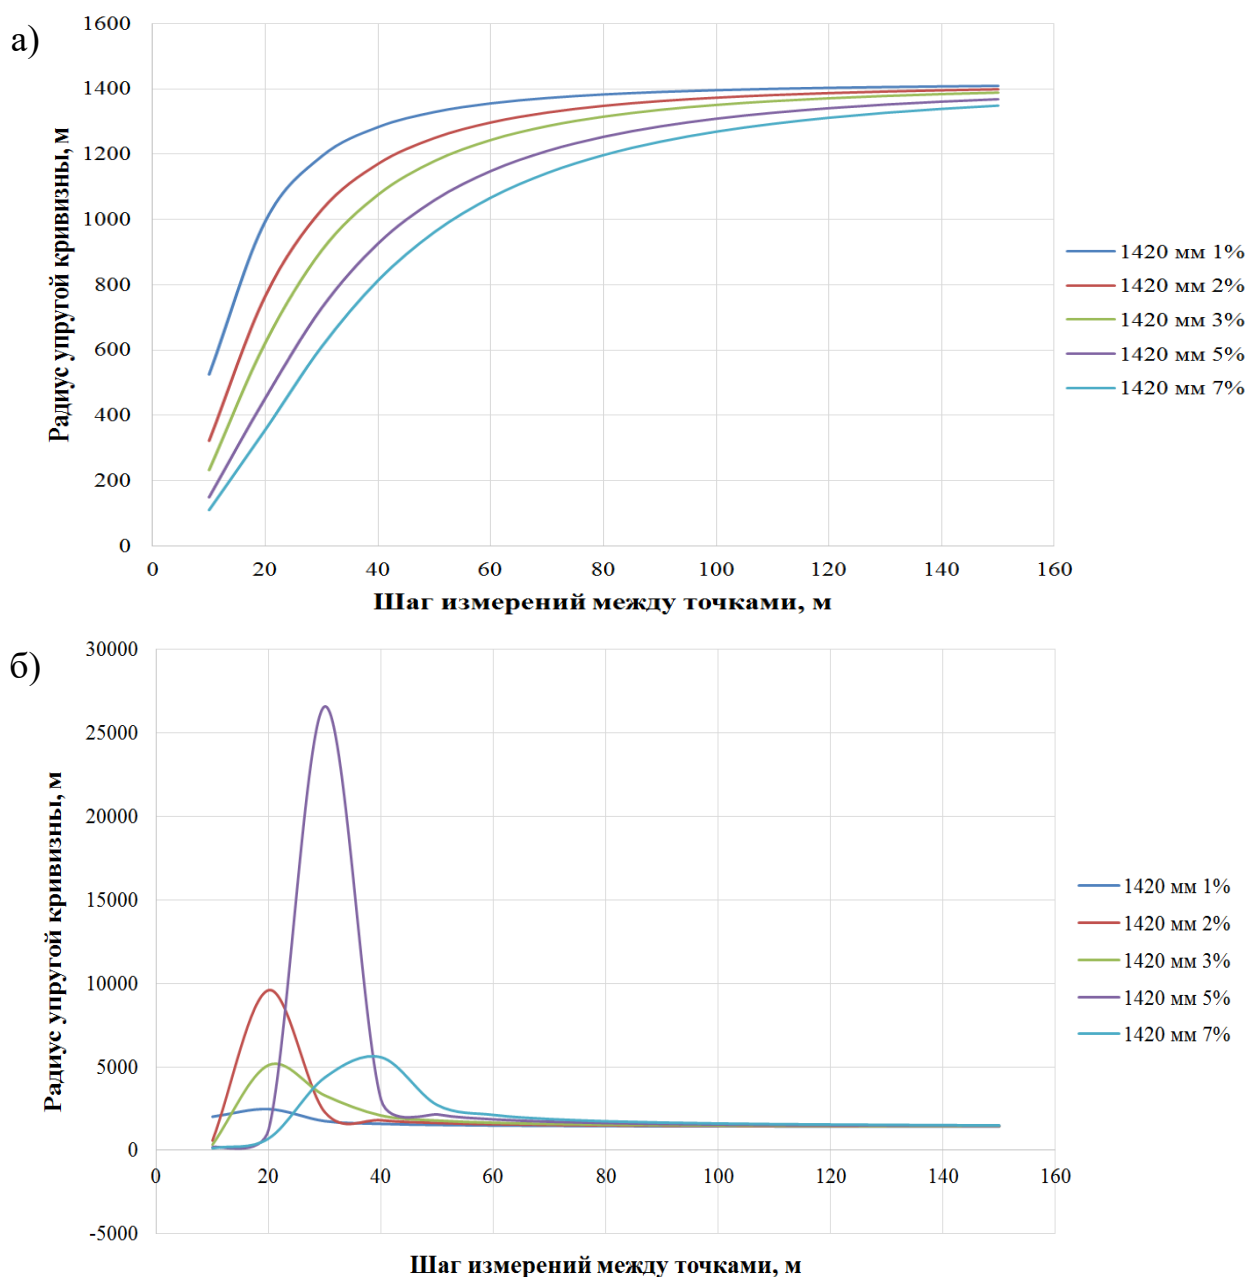 а)
1600
1400
1200
1000
800
600
400
200
0
0 20 40 60 80 100 120 140 160
Радиус упругой кривизны, м
Шаг измерений между точками, м
1420 мм 1%
1420 мм 2%
1420 мм 3%
1420 мм 5%
1420 мм 7%
б)
30000
25000
20000
15000
10000
5000
0
-5000
0 20 40 60 80 100 120 140 160
Радиус упругой кривизны, м
Шаг измерений между точками, м
1420 мм 1%
1420 мм 2%
1420 мм 3%
1420 мм 5%
1420 мм 7%